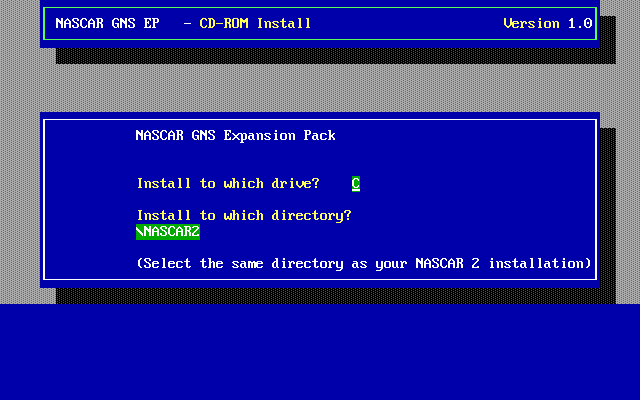 NASCAR GNS EP - CD-ROM Install Version 1.0
NASCAR GNS Expansion Pack
Install to which drive? C
Install to which directory?
\NASCAR2
(Select the same directory as your NASCAR 2 installation)